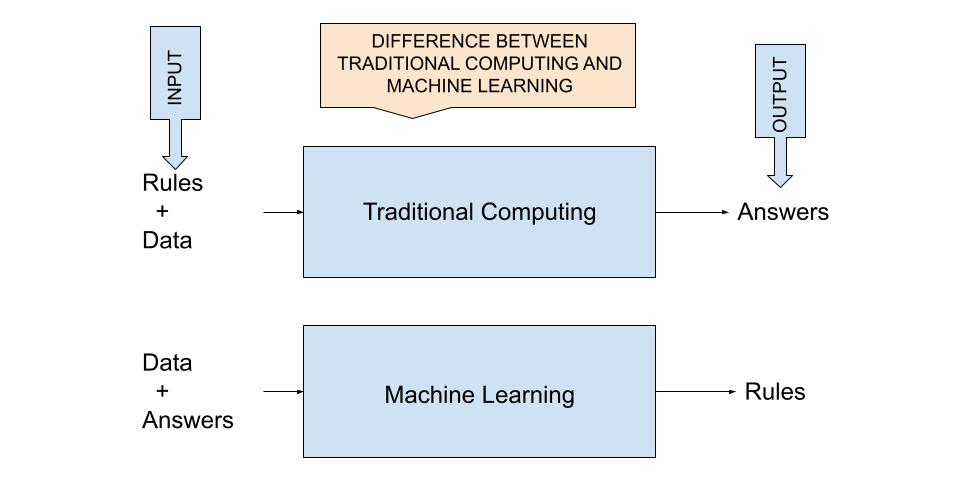 INPUT
DIFFERENCE BETWEEN
TRADITIONAL COMPUTING AND
MACHINE LEARNING
OUTPUT
Rules
+
Data
Traditional Computing
Answers
Data
+
Answers
Machine Learning
Rules